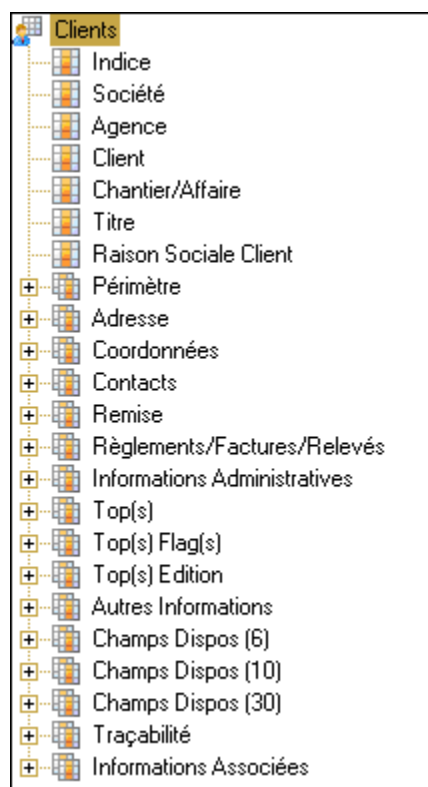 Clients
Indice
Société
Agence
Client
Chantier/Affaire
Titre
Raison Sociale Client
Périmètre
Adresse
Coordonnées
Contacts
Remise
Règlements/Factures/Relevés
Informations Administratives
Top(s)
Top(s) Flag(s)
Top(s) Edition
Autres Informations
Champs Dispos (6)
Champs Dispos (10)
Champs Dispos (30)
Traçabilité
Informations Associées